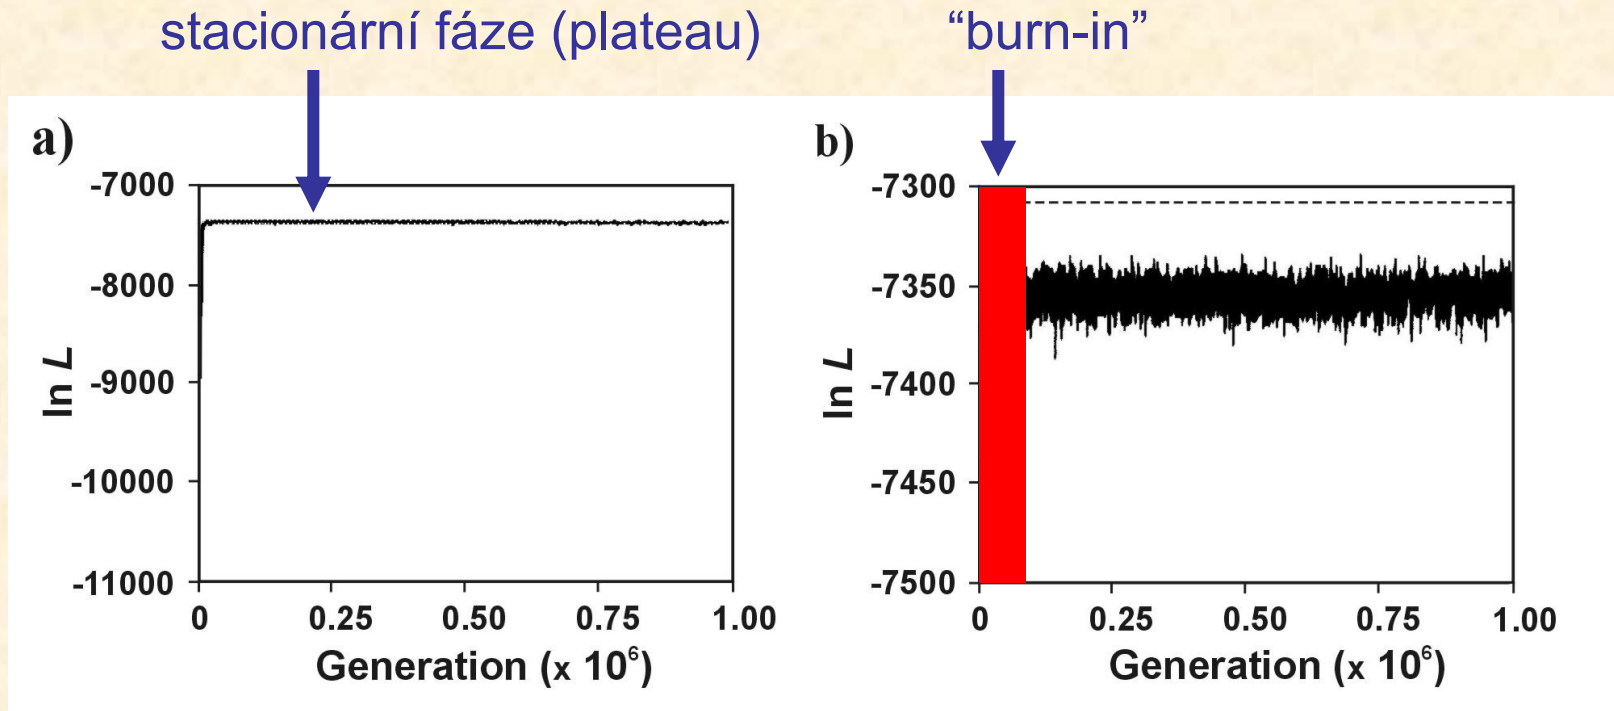 stacionární fáze (plateau)
“burn-in”
a)
-7000
-8000
-9000
-10000
-11000
ln L
0 0.25 0.50 0.75 1.00
Generation (x 10⁶)
b)
-7300
-7350
-7400
-7450
-7500
ln L
0 0.25 0.50 0.75 1.00
Generation (x 10⁶)